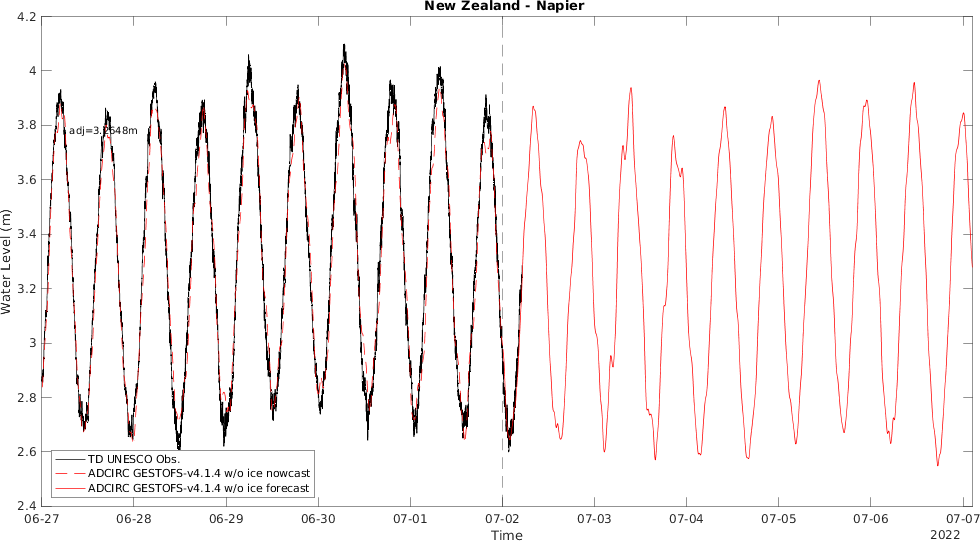 New Zealand - Napier
Water Level (m)
4.2
4
3.8
3.6
3.4
3.2
3
2.8
2.6
2.4
adj=3.2648m
TD UNESCO Obs.
ADCIRC GESTOFS-v4.1.4 w/o ice nowcast
ADCIRC GESTOFS-v4.1.4 w/o ice forecast
06-27 06-28 06-29 06-30 07-01 07-02 07-03 07-04 07-05 07-06 07-07
Time
2022